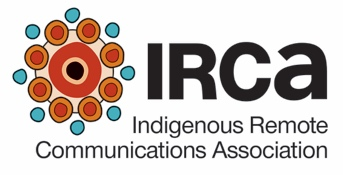 IRCa
Indigenous Remote
Communications Association